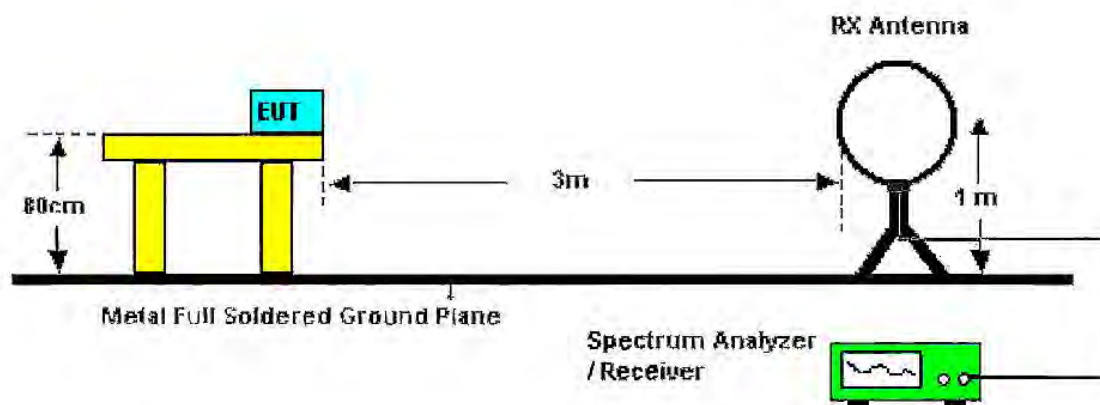 RX Antenna
EUT
3m
80cm
1 m
Metal Full Soldered Ground Plane
Spectrum Analyzer
/ Receiver